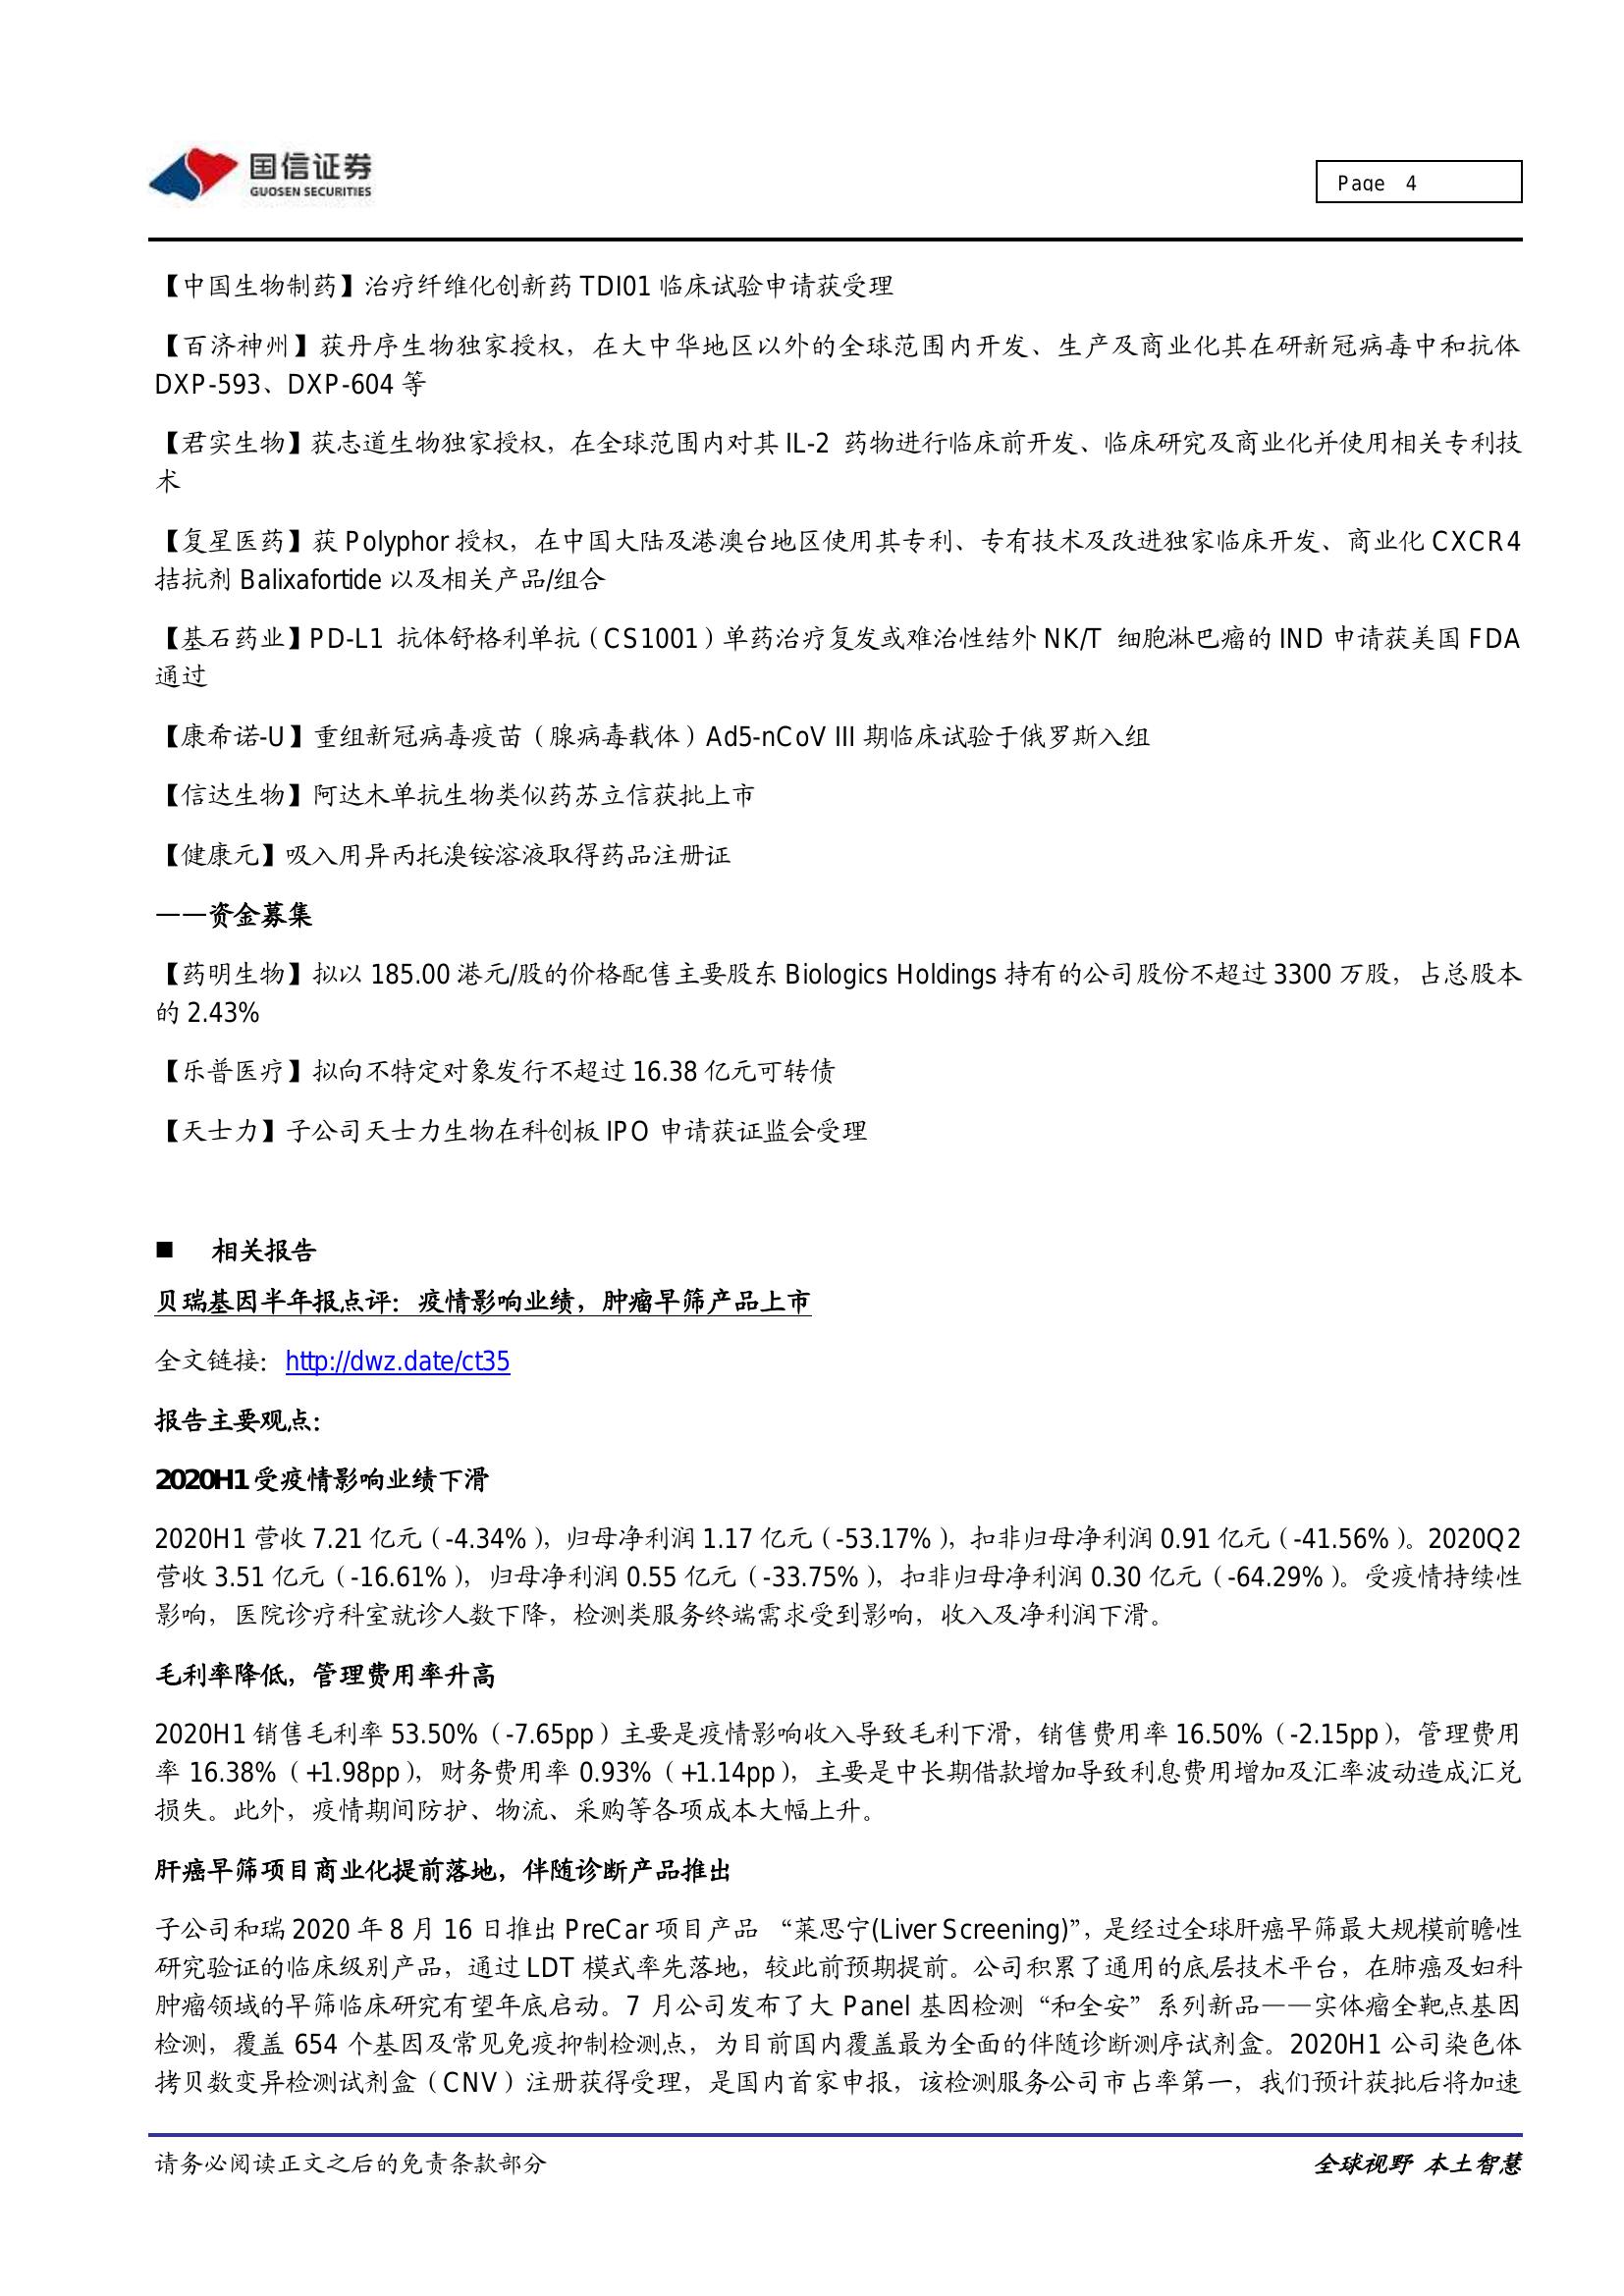 国信证券
GUOSEN SECURITIES
Page 4
【中国生物制药】治疗纤维化创新药 TDI01 临床试验申请获受理
【百济神州】获丹序生物独家授权，在大中华地区以外的全球范围内开发、生产及商业化其在研新冠病毒中和抗体
DXP-593、DXP-604 等
【君实生物】获志道生物独家授权，在全球范围内对其 IL-2 药物进行临床前开发、临床研究及商业化并使用相关专利技
术
【复星医药】获 Polyphor 授权，在中国大陆及港澳台地区使用其专利、专有技术及改进独家临床开发、商业化 CXCR4
拮抗剂 Balixafortide 以及相关产品/组合
【基石药业】PD-L1 抗体舒格利单抗（CS1001）单药治疗复发或难治性结外 NK/T 细胞淋巴瘤的 IND 申请获美国 FDA
通过
【康希诺-U】重组新冠病毒疫苗（腺病毒载体）Ad5-nCoV III 期临床试验于俄罗斯入组
【信达生物】阿达木单抗生物类似药苏立信获批上市
【健康元】吸入用异丙托溴铵溶液取得药品注册证
——资金募集
【药明生物】拟以 185.00 港元/股的价格配售主要股东 Biologics Holdings 持有的公司股份不超过 3300 万股，占总股本
的 2.43%
【乐普医疗】拟向不特定对象发行不超过 16.38 亿元可转债
【天士力】子公司天士力生物在科创板 IPO 申请获证监会受理
■ 相关报告
贝瑞基因半年报点评：疫情影响业绩，肿瘤早筛产品上市
全文链接：http://dwz.date/ct35
报告主要观点：
2020H1 受疫情影响业绩下滑
2020H1 营收 7.21 亿元（-4.34%），归母净利润 1.17 亿元（-53.17%），扣非归母净利润 0.91 亿元（-41.56%）。2020Q2
营收 3.51 亿元（-16.61%），归母净利润 0.55 亿元（-33.75%），扣非归母净利润 0.30 亿元（-64.29%）。受疫情持续性
影响，医院诊疗科室就诊人数下降，检测类服务终端需求受到影响，收入及净利润下滑。
毛利率降低，管理费用率升高
2020H1 销售毛利率 53.50%（-7.65pp）主要是疫情影响收入导致毛利下滑，销售费用率 16.50%（-2.15pp），管理费用
率 16.38%（+1.98pp），财务费用率 0.93%（+1.14pp），主要是中长期借款增加导致利息费用增加及汇率波动造成汇兑
损失。此外，疫情期间防护、物流、采购等各项成本大幅上升。
肝癌早筛项目商业化提前落地，伴随诊断产品推出
子公司和瑞 2020 年 8 月 16 日推出 PreCar 项目产品 “莱思宁(Liver Screening)”，是经过全球肝癌早筛最大规模前瞻性
研究验证的临床级别产品，通过 LDT 模式率先落地，较此前预期提前。公司积累了通用的底层技术平台，在肺癌及妇科
肿瘤领域的早筛临床研究有望年底启动。7 月公司发布了大 Panel 基因检测“和全安”系列新品——实体瘤全靶点基因
检测，覆盖 654 个基因及常见免疫抑制检测点，为目前国内覆盖最为全面的伴随诊断测序试剂盒。2020H1 公司染色体
拷贝数变异检测试剂盒（CNV）注册获得受理，是国内首家申报，该检测服务公司市占率第一，我们预计获批后将加速
请务必阅读正文之后的免责条款部分
全球视野 本土智慧